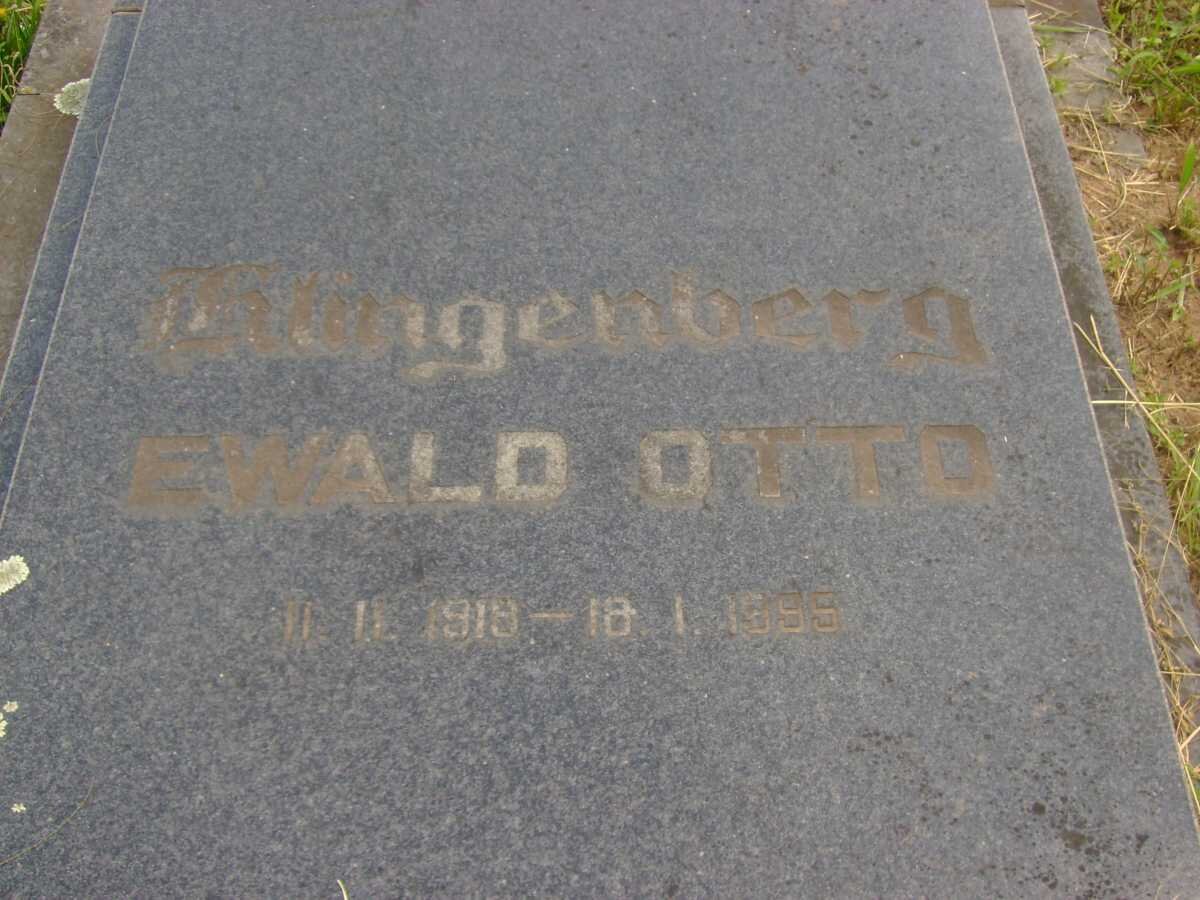 Klingenberg
EWALD OTTO
11. 11. 1918 – 18. 1. 1995